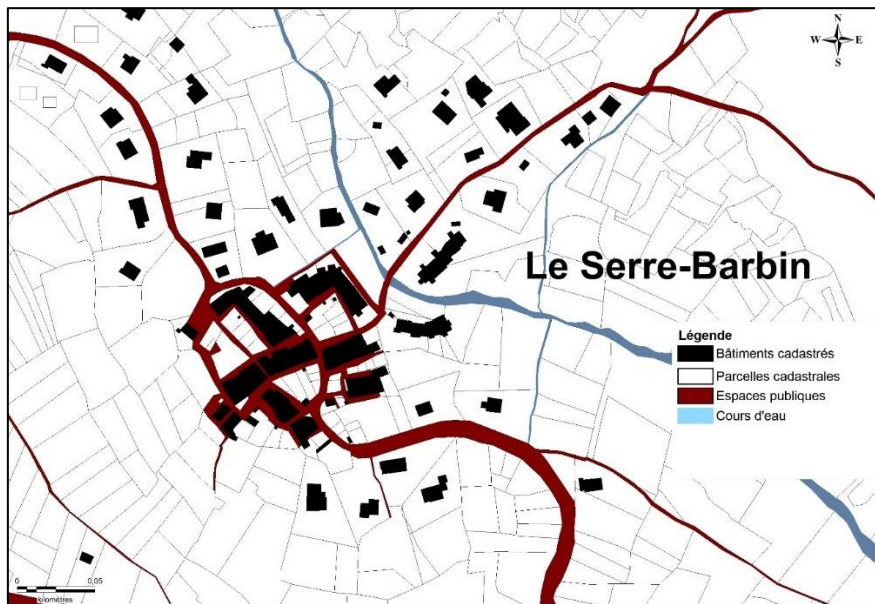 N
W E
S
Le Serre-Barbin
Légende
Bâtiments cadastrés
Parcelles cadastrales
Espaces publiques
Cours d'eau
0 0,05
kilomètres